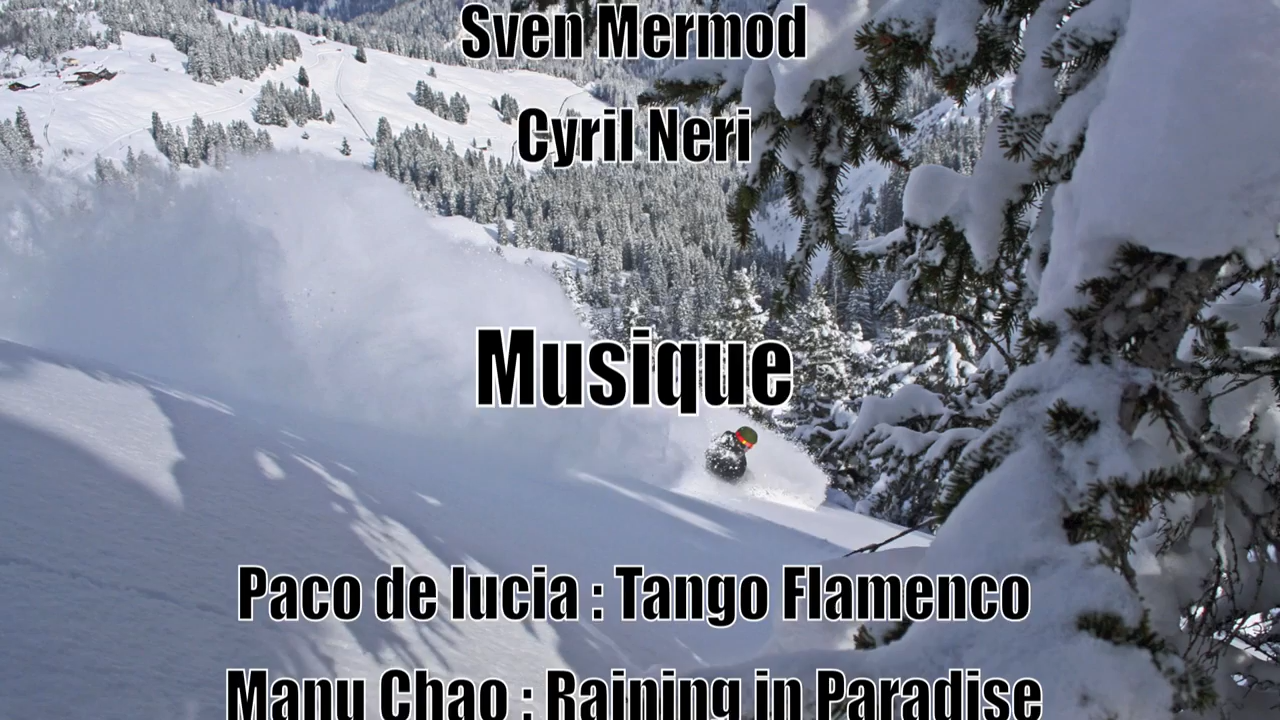 Sven Mermod
Cyril Neri
Musique
Paco de lucia : Tango Flamenco
Manu Chao : Raining in Paradise